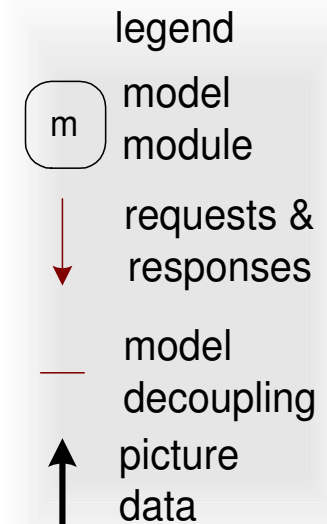 legend
m
model
module
requests &
responses
model
decoupling
picture
data